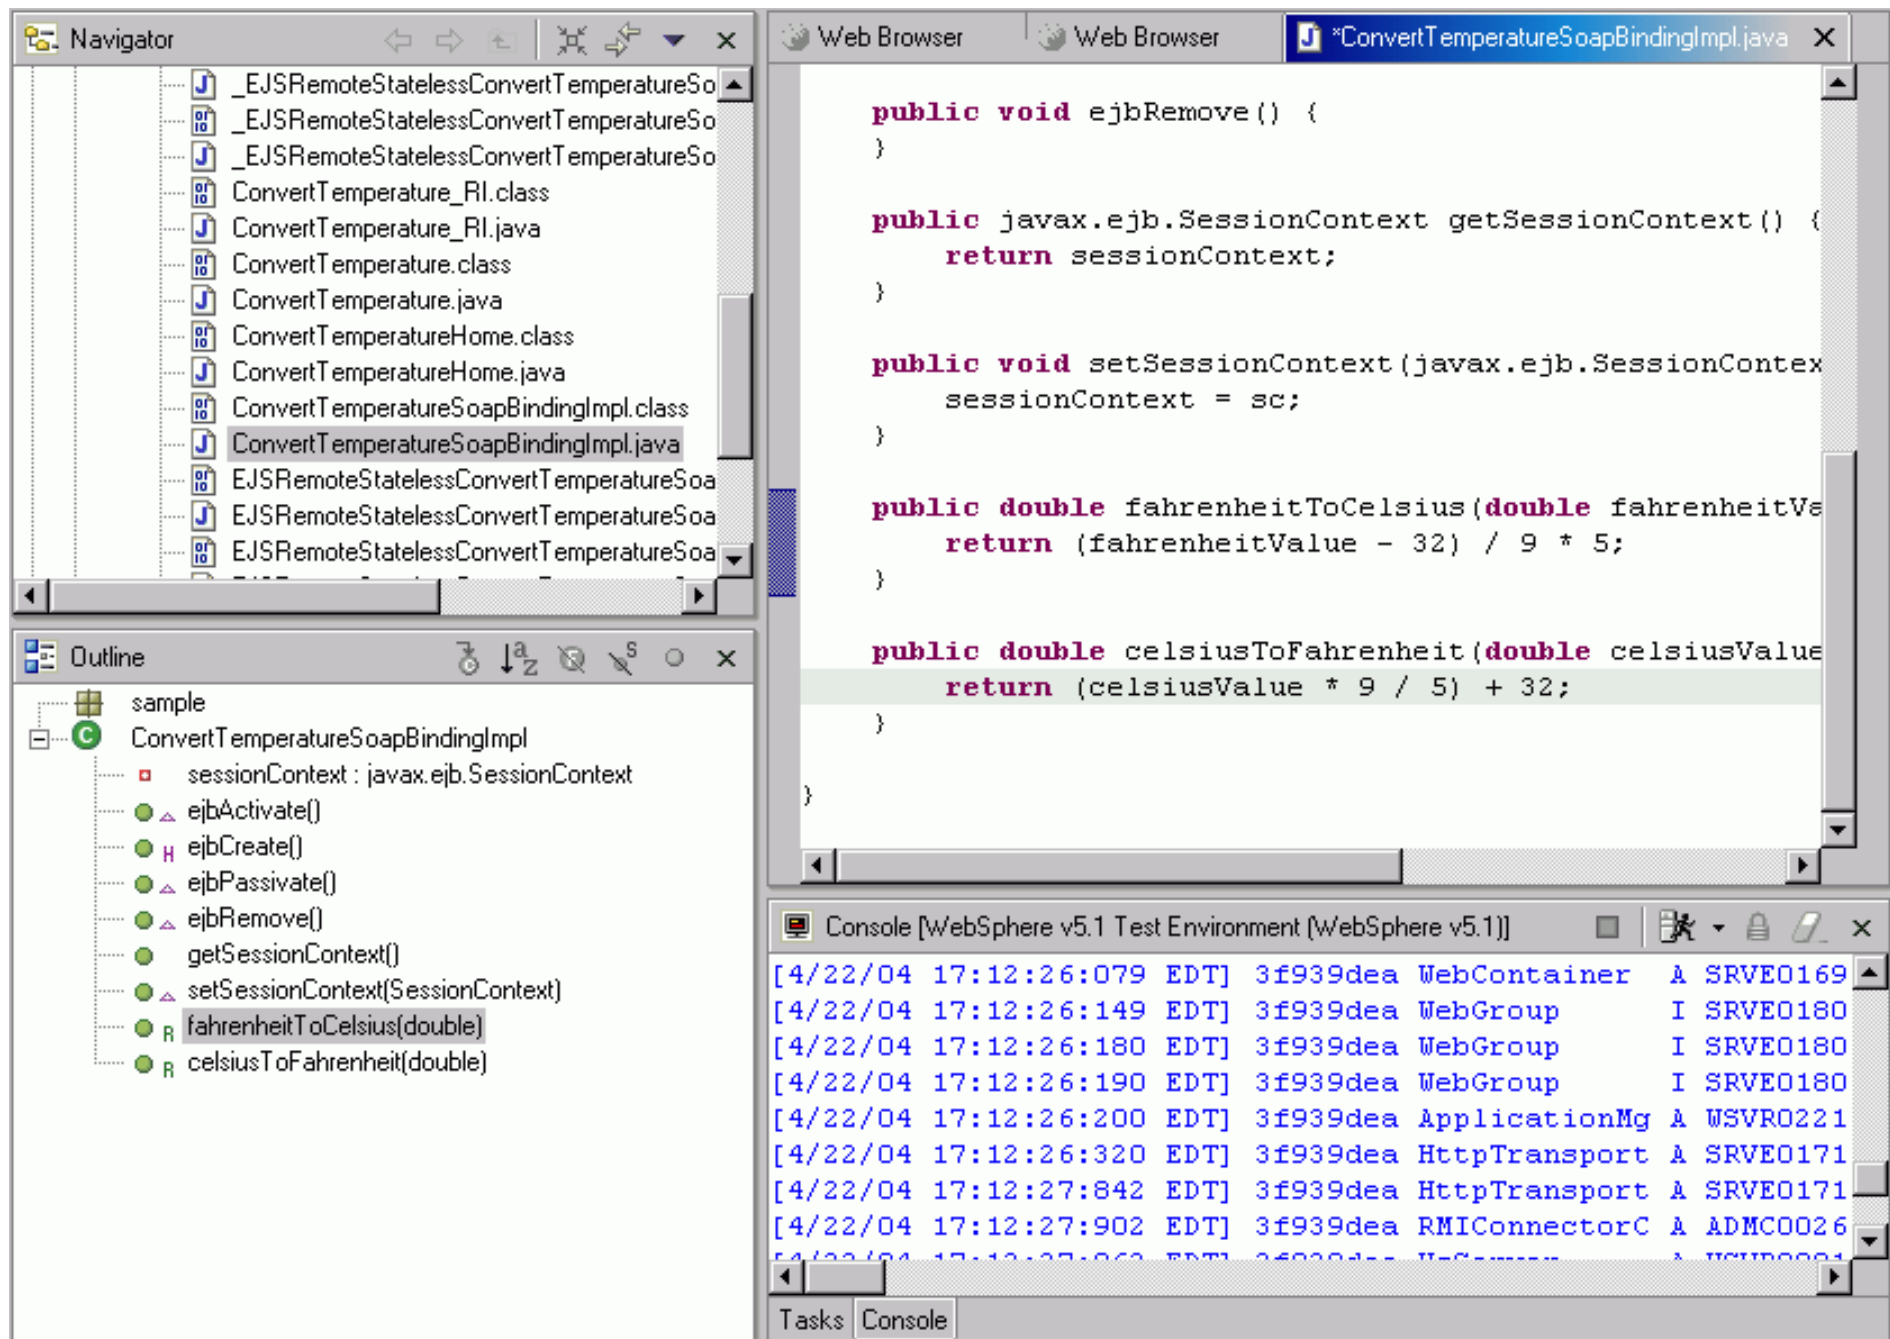 Navigator
_EJSRemoteStatelessConvertTemperatureSo
_EJSRemoteStatelessConvertTemperatureSo
_EJSRemoteStatelessConvertTemperatureSo
ConvertTemperature_RI.class
ConvertTemperature_RI.java
ConvertTemperature.class
ConvertTemperature.java
ConvertTemperatureHome.class
ConvertTemperatureHome.java
ConvertTemperatureSoapBindingImpl.class
ConvertTemperatureSoapBindingImpl.java
EJSRemoteStatelessConvertTemperatureSoa
EJSRemoteStatelessConvertTemperatureSoa
EJSRemoteStatelessConvertTemperatureSoa
Outline
sample
ConvertTemperatureSoapBindingImpl
sessionContext : javax.ejb.SessionContext
ejbActivate()
ejbCreate()
ejbPassivate()
ejbRemove()
getSessionContext()
setSessionContext(SessionContext)
fahrenheitToCelsius(double)
celsiusToFahrenheit(double)
Web Browser
Web Browser
*ConvertTemperatureSoapBindingImpl.java
public void ejbRemove() {
}
public javax.ejb.SessionContext getSessionContext() {
return sessionContext;
}
public void setSessionContext(javax.ejb.SessionContex
sessionContext = sc;
}
public double fahrenheitToCelsius(double fahrenheitVa
return (fahrenheitValue - 32) / 9 * 5;
}
public double celsiusToFahrenheit(double celsiusValue
return (celsiusValue * 9 / 5) + 32;
}
}
Console [WebSphere v5.1 Test Environment (WebSphere v5.1)]
[4/22/04 17:12:26:079 EDT] 3f939dea WebContainer A SRVE0169
[4/22/04 17:12:26:149 EDT] 3f939dea WebGroup I SRVE0180
[4/22/04 17:12:26:180 EDT] 3f939dea WebGroup I SRVE0180
[4/22/04 17:12:26:190 EDT] 3f939dea WebGroup I SRVE0180
[4/22/04 17:12:26:200 EDT] 3f939dea ApplicationMg A WSVR0221
[4/22/04 17:12:26:320 EDT] 3f939dea HttpTransport A SRVE0171
[4/22/04 17:12:27:842 EDT] 3f939dea HttpTransport A SRVE0171
[4/22/04 17:12:27:902 EDT] 3f939dea RMIConnectorC A ADMC0026
Tasks
Console